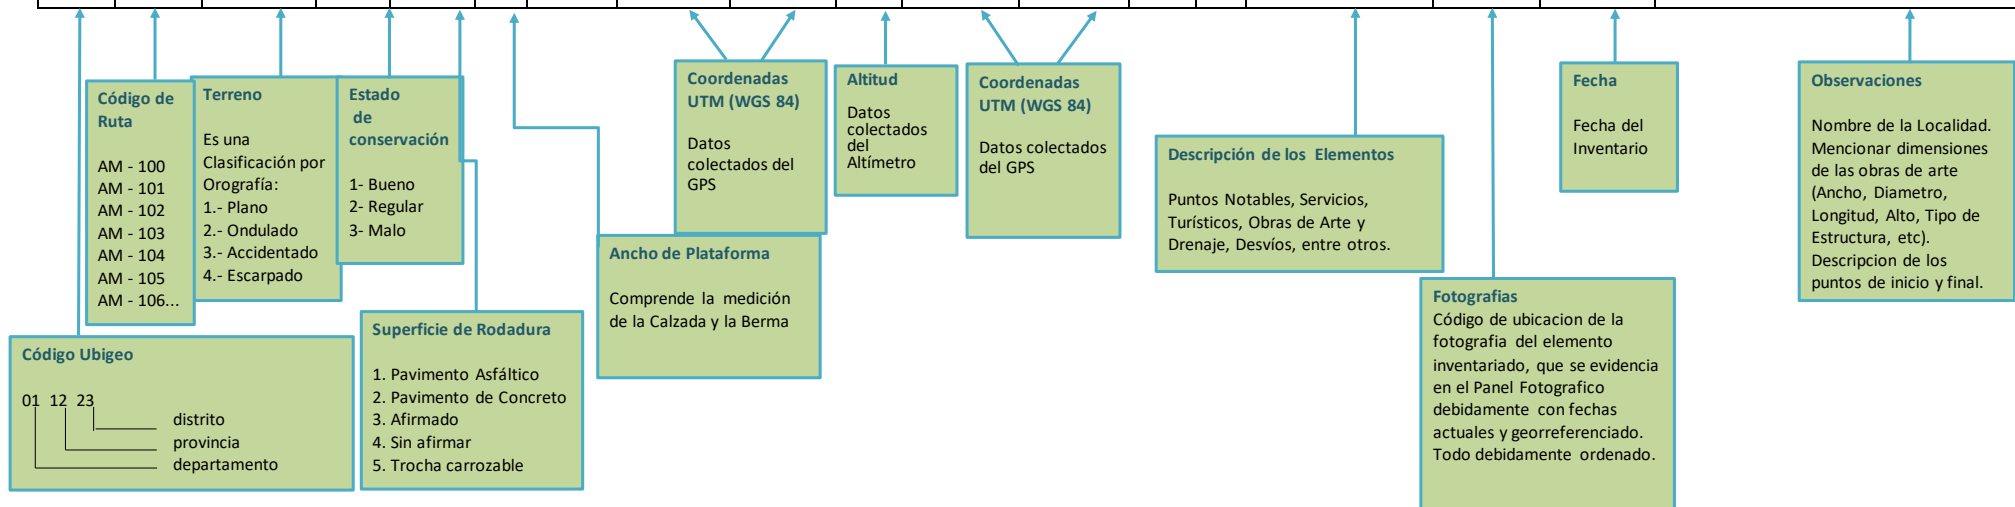 Código de
Ruta
AM - 100
AM - 101
AM - 102
AM - 103
AM - 104
AM - 105
AM - 106...
Terreno
Es una
Clasificación por
Orografía:
1.- Plano
2.- Ondulado
3.- Accidentado
4.- Escarpado
Estado
de
conservación
1- Bueno
2- Regular
3- Malo
Coordenadas
UTM (WGS 84)
Datos
colectados del
GPS
Altitud
Datos
colectados
del
Altímetro
Coordenadas
UTM (WGS 84)
Datos colectados
del GPS
Descripción de los Elementos
Puntos Notables, Servicios,
Turísticos, Obras de Arte y
Drenaje, Desvíos, entre otros.
Fecha
Fecha del
Inventario
Observaciones
Nombre de la Localidad.
Mencionar dimensiones
de las obras de arte
(Ancho, Diametro,
Longitud, Alto, Tipo de
Estructura, etc).
Descripcion de los
puntos de inicio y final.
Ancho de Plataforma
Comprende la medición
de la Calzada y la Berma
Fotografias
Código de ubicacion de la
fotografia del elemento
inventariado, que se evidencia
en el Panel Fotografico
debidamente con fechas
actuales y georreferenciado.
Todo debidamente ordenado.
Superficie de Rodadura
1. Pavimento Asfáltico
2. Pavimento de Concreto
3. Afirmado
4. Sin afirmar
5. Trocha carrozable
Código Ubigeo
01 12 23
distrito
provincia
departamento